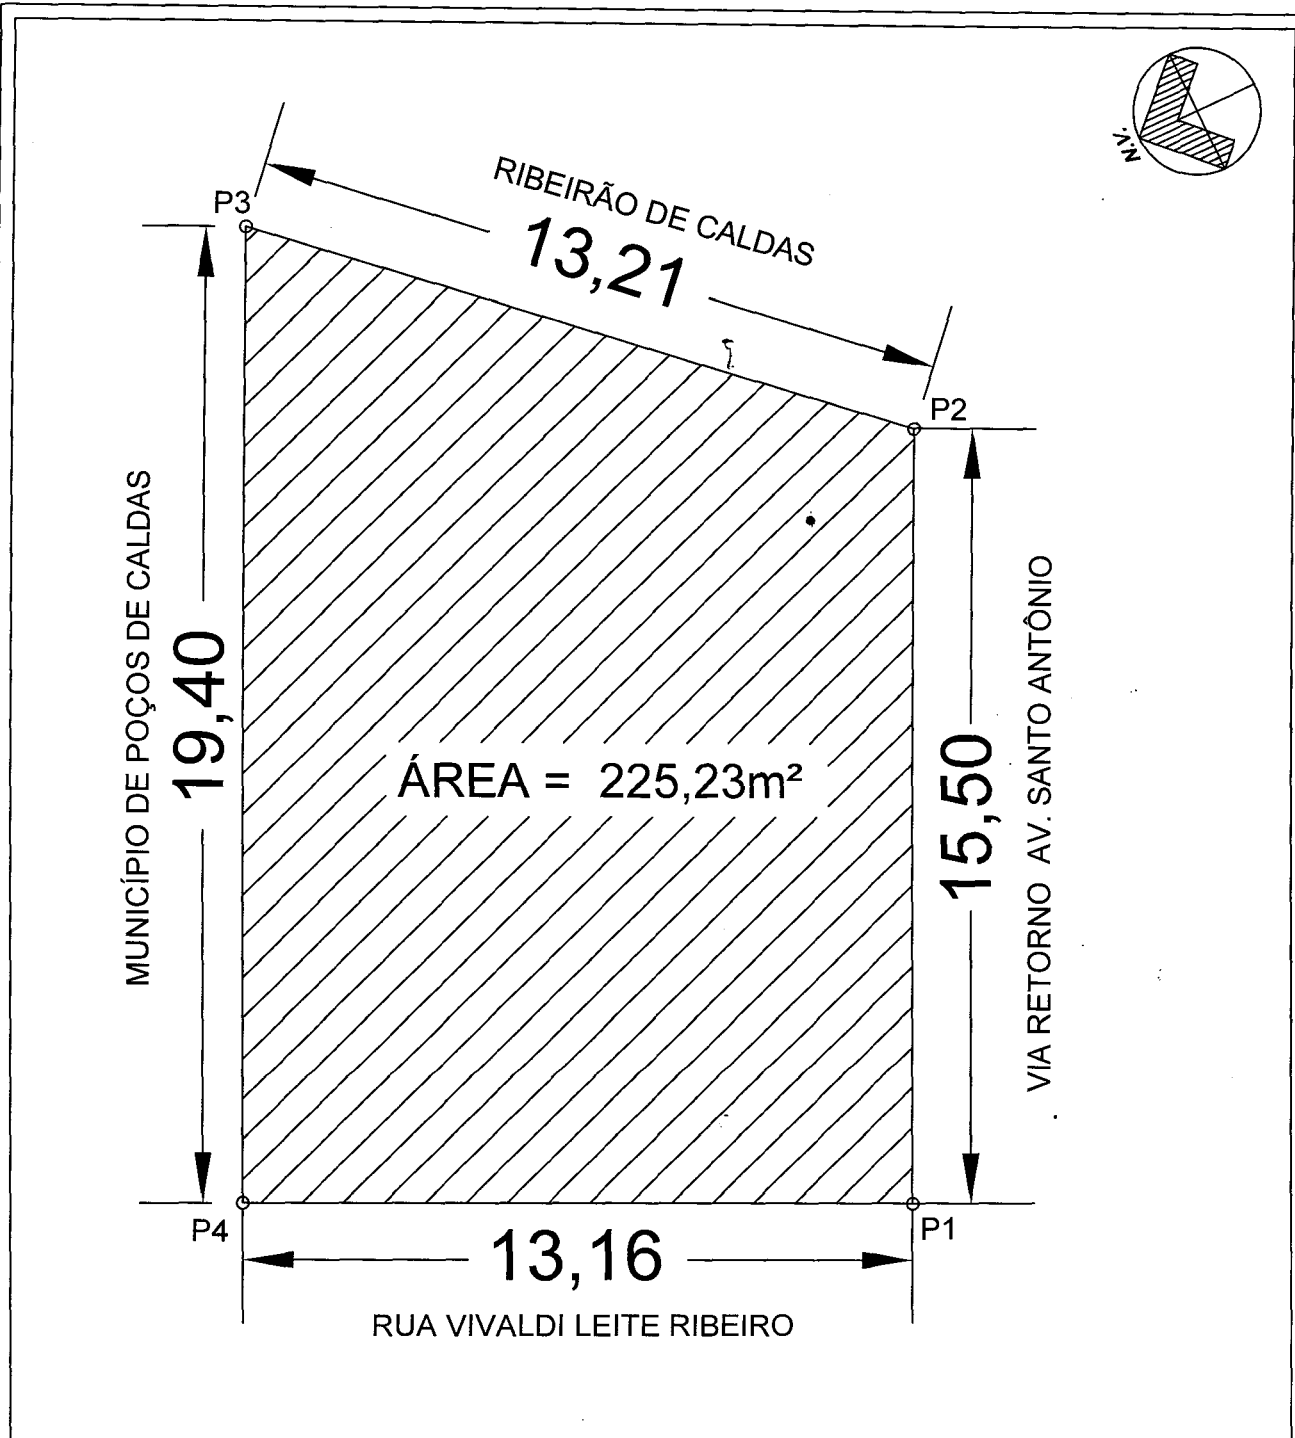 N.V.
P3
RIBEIRÃO DE CALDAS
13,21
P2
MUNICÍPIO DE POÇOS DE CALDAS
19,40
ÁREA = 225,23m²
15,50
VIA RETORNO AV. SANTO ANTÔNIO
P4
P1
13,16
RUA VIVALDI LEITE RIBEIRO